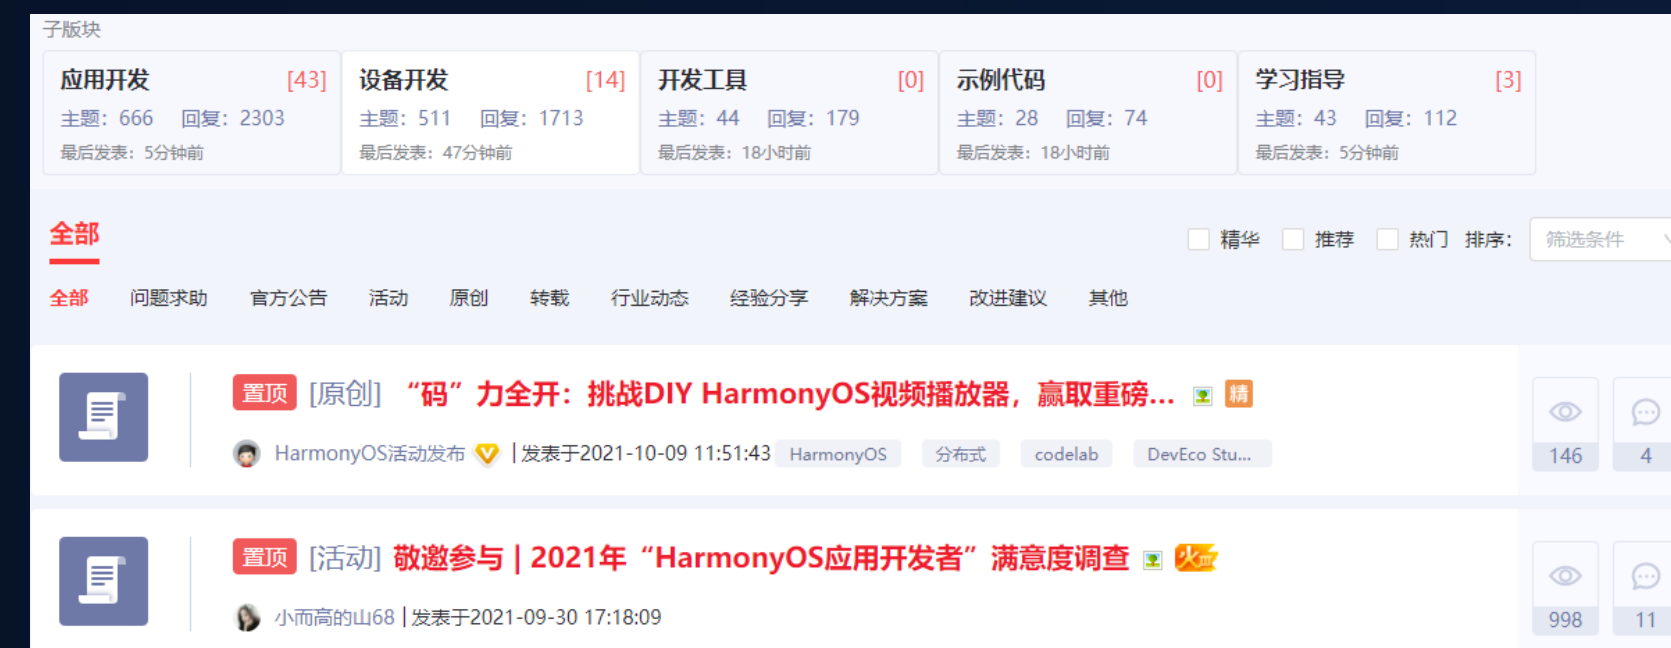 子版块
应用开发 [43] 设备开发 [14] 开发工具 [0] 示例代码 [0] 学习指导 [3]
主题: 666 回复: 2303 主题: 511 回复: 1713 主题: 44 回复: 179 主题: 28 回复: 74 主题: 43 回复: 112
最后发表: 5分钟前 最后发表: 47分钟前 最后发表: 18小时前 最后发表: 18小时前 最后发表: 5分钟前
全部 精华 推荐 热门 排序: 筛选条件
全部 问题求助 官方公告 活动 原创 转载 行业动态 经验分享 解决方案 改进建议 其他
置顶 [原创] “码”力全开：挑战DIY HarmonyOS视频播放器，赢取重磅... 精
HarmonyOS活动发布 V | 发表于2021-10-09 11:51:43 HarmonyOS 分布式 codelab DevEco Stu... 146 4
置顶 [活动] 敬邀参与 | 2021年“HarmonyOS应用开发者”满意度调查 火
小而高的山68 | 发表于2021-09-30 17:18:09 998 11